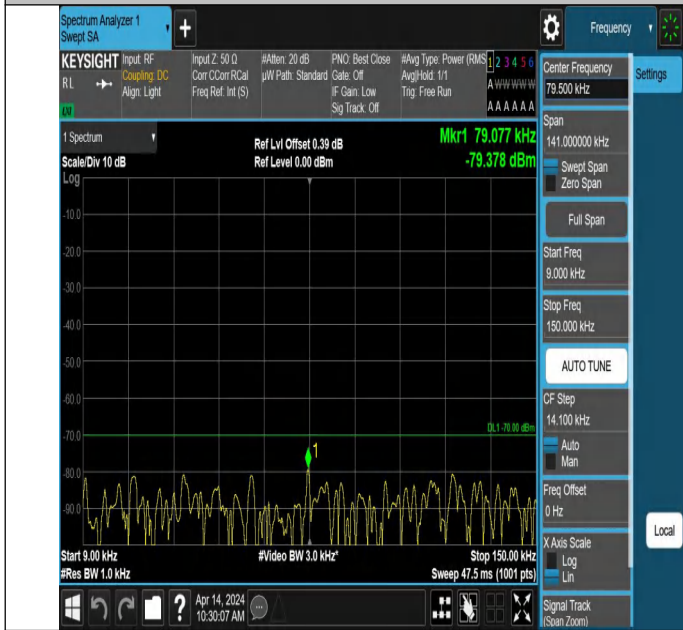 Spectrum Analyzer 1
Swept SA
+
Frequency
KEYSIGHT
RL
Input: RF
Coupling: DC
Align: Light
Input Z: 50 Ω
Corr CCorr RCal
Freq Ref: Int (S)
#Atten: 20 dB
µW Path: Standard
PNO: Best Close
Gate: Off
IF Gain: Low
Sig Track: Off
#Avg Type: Power (RMS
Avg|Hold: 1/1
Trig: Free Run
1 2 3 4 5 6
A W W W W W
A A A A A A
1 Spectrum
Scale/Div 10 dB
Log
Ref Lvl Offset 0.39 dB
Ref Level 0.00 dBm
Mkr1 79.077 kHz
-79.378 dBm
-10.0
-20.0
-30.0
-40.0
-50.0
-60.0
-70.0
-80.0
-90.0
DL1 -70.00 dBm
1
Start 9.00 kHz
#Res BW 1.0 kHz
#Video BW 3.0 kHz*
Stop 150.00 kHz
Sweep 47.5 ms (1001 pts)
?
Apr 14, 2024
10:30:07 AM
Center Frequency
79.500 kHz
Settings
Span
141.000000 kHz
Swept Span
Zero Span
Full Span
Start Freq
9.000 kHz
Stop Freq
150.000 kHz
AUTO TUNE
CF Step
14.100 kHz
Auto
Man
Freq Offset
0 Hz
X Axis Scale
Log
Lin
Local
Signal Track
(Span Zoom)